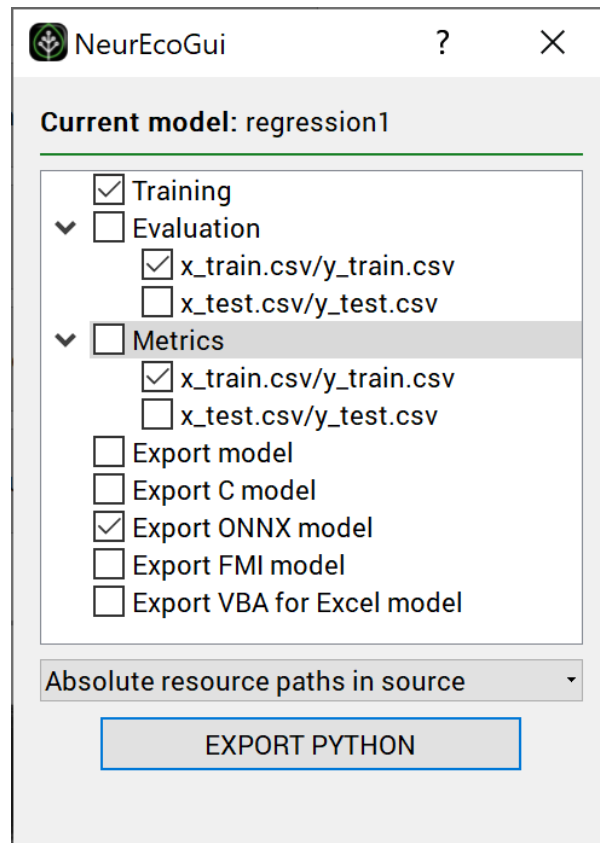 NeurEcoGui ?
Current model: regression1
Training
Evaluation
x_train.csv/y_train.csv
x_test.csv/y_test.csv
Metrics
x_train.csv/y_train.csv
x_test.csv/y_test.csv
Export model
Export C model
Export ONNX model
Export FMI model
Export VBA for Excel model
Absolute resource paths in source
EXPORT PYTHON